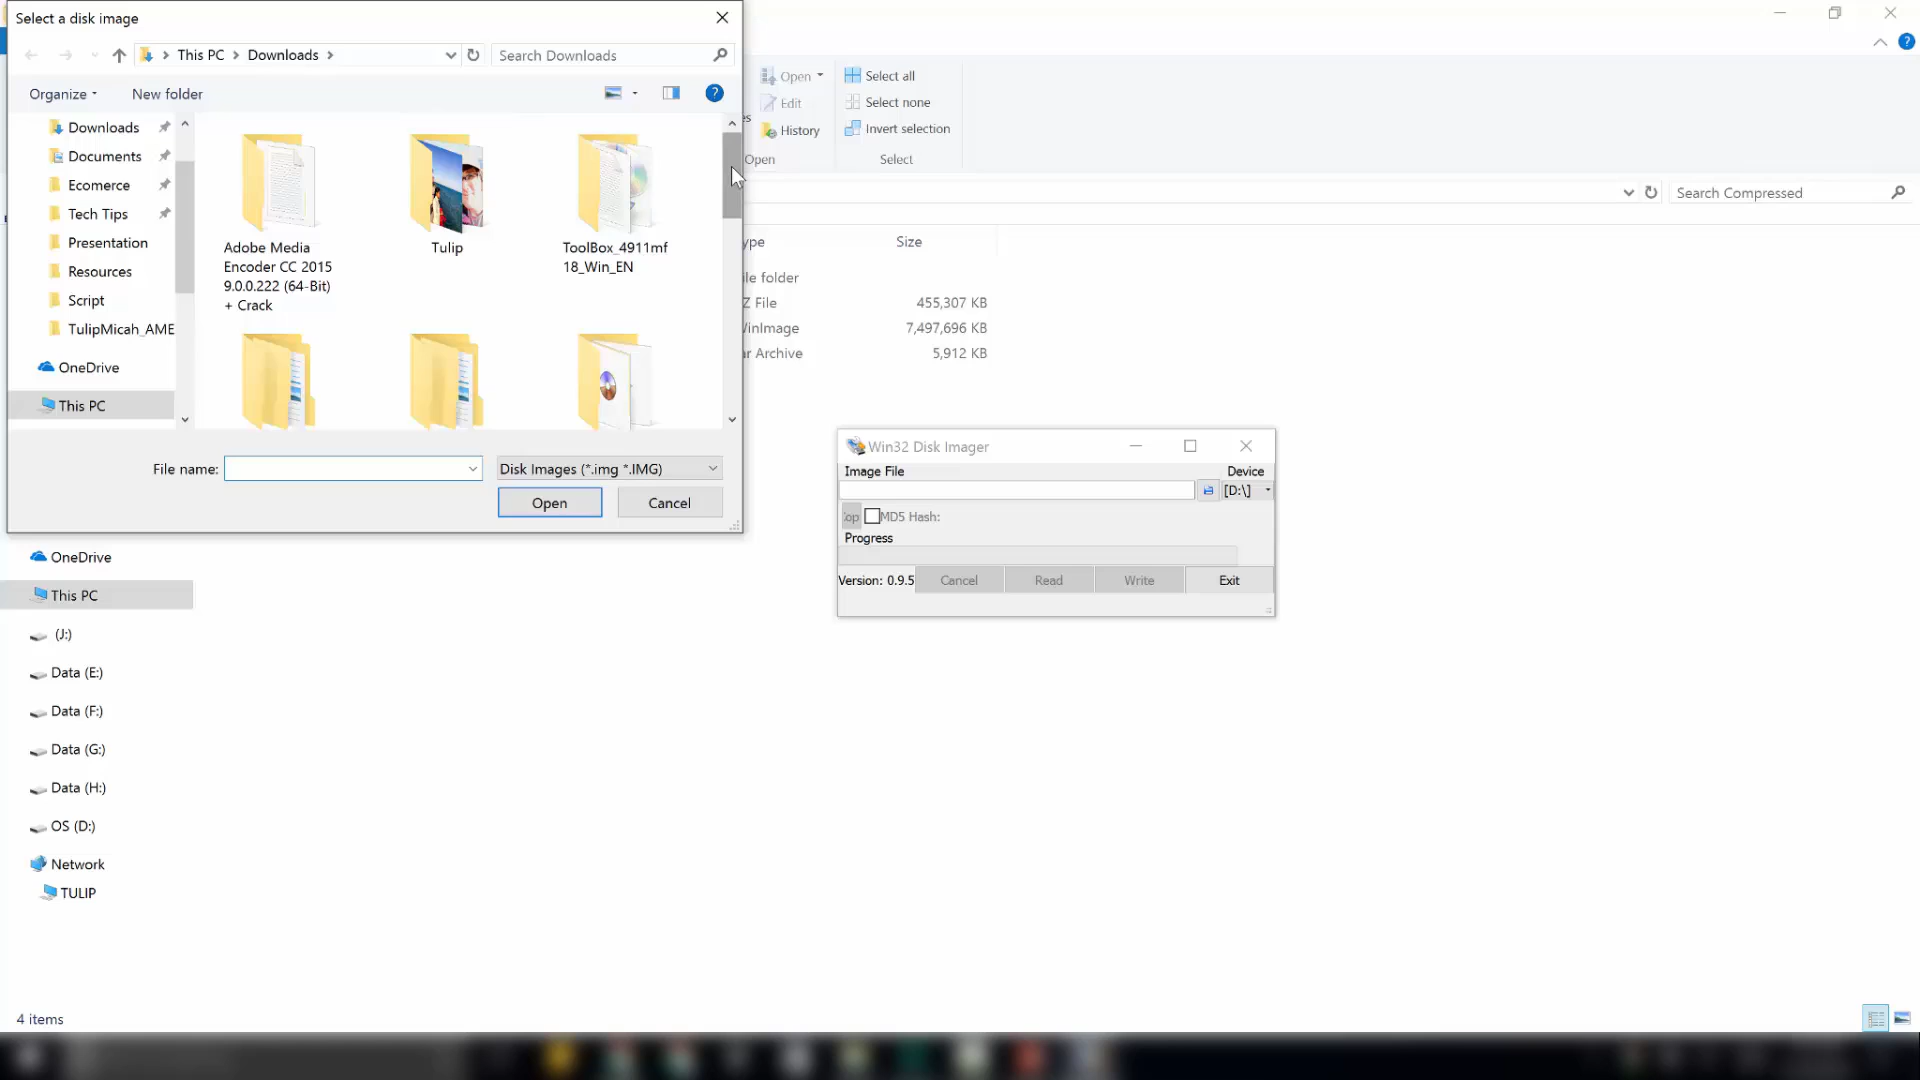 Select a disk image
This PC
Downloads
Search Downloads
Organize
New folder
Downloads
Documents
Ecomerce
Tech Tips
Presentation
Resources
Script
TulipMicah_AME
OneDrive
This PC
Adobe Media
Encoder CC 2015
9.0.0.222 (64-Bit)
+ Crack
Tulip
ToolBox_4911mf
18_Win_EN
File name:
Disk Images (*.img *.IMG)
Open
Cancel
Open
Edit
History
Open
Select all
Select none
Invert selection
Select
Search Compressed
ype
Size
ile folder
Z File
455,307 KB
VinImage
7,497,696 KB
ar Archive
5,912 KB
Win32 Disk Imager
Image File
Device
[D:\]
MD5 Hash:
Progress
Version: 0.9.5
Cancel
Read
Write
Exit
OneDrive
This PC
(J:)
Data (E:)
Data (F:)
Data (G:)
Data (H:)
OS (D:)
Network
TULIP
4 items